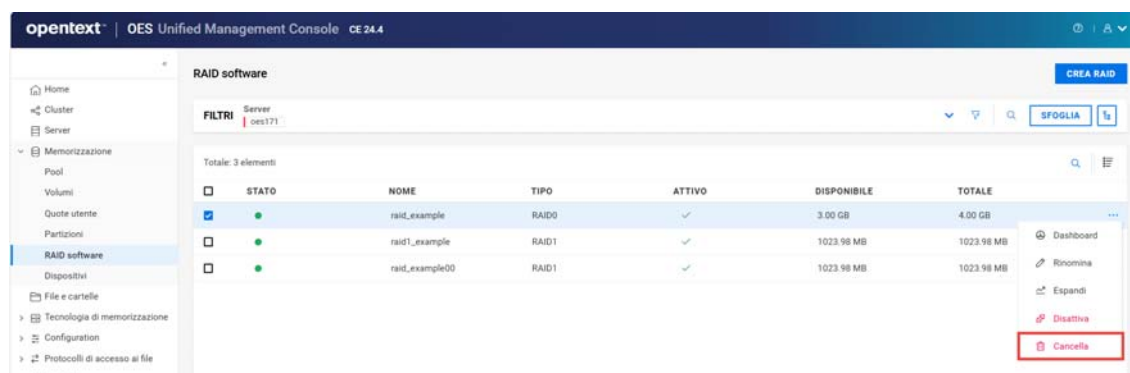 opentext™ | OES Unified Management Console CE 24.4
Home
Cluster
Server
Memorizzazione
Pool
Volumi
Quote utente
Partizioni
RAID software
Dispositivi
File e cartelle
Tecnologia di memorizzazione
Configuration
Protocolli di accesso ai file
RAID software
CREA RAID
FILTRI Server
oes171
SFOGLIA
Totale: 3 elementi
STATO NOME TIPO ATTIVO DISPONIBILE TOTALE
raid_example RAID0 3.00 GB 4.00 GB
raid1_example RAID1 1023.98 MB 1023.98 MB
raid_example00 RAID1 1023.98 MB 1023.98 MB
Dashboard
Rinomina
Espandi
Disattiva
Cancella